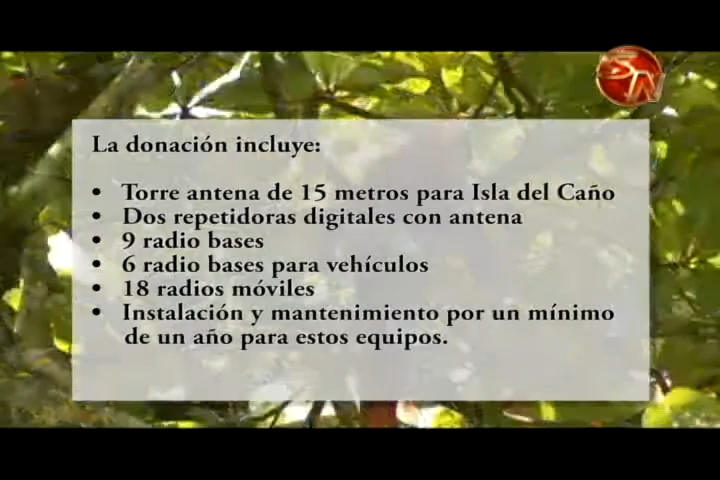 La donación incluye:
• Torre antena de 15 metros para Isla del Caño
• Dos repetidoras digitales con antena
• 9 radio bases
• 6 radio bases para vehículos
• 18 radios móviles
• Instalación y mantenimiento por un mínimo
de un año para estos equipos.